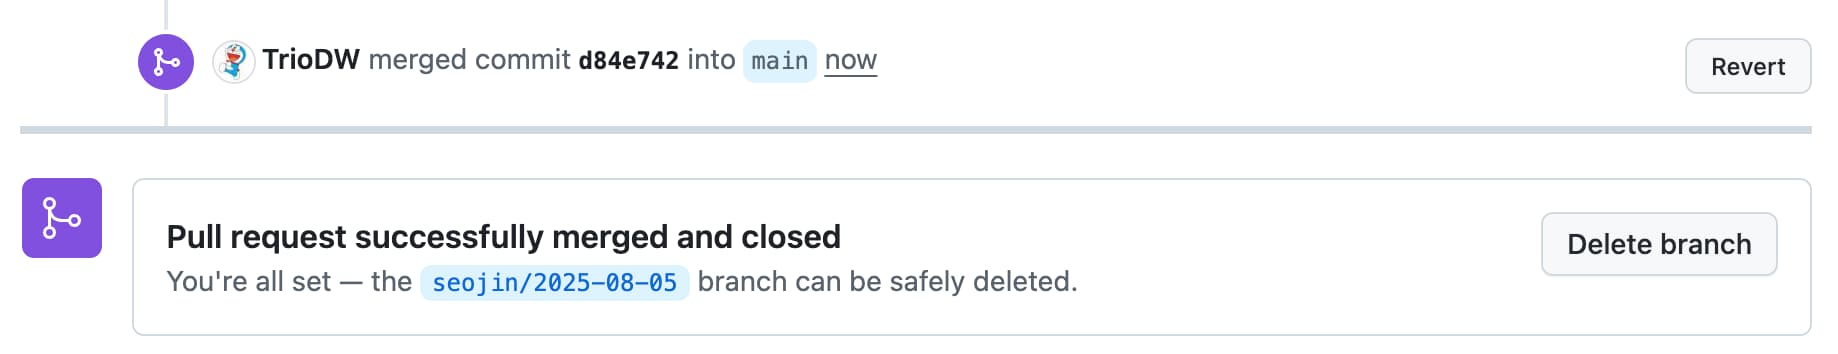 TrioDW merged commit d84e742 into main now
Revert
Pull request successfully merged and closed
You're all set — the seojin/2025-08-05 branch can be safely deleted.
Delete branch